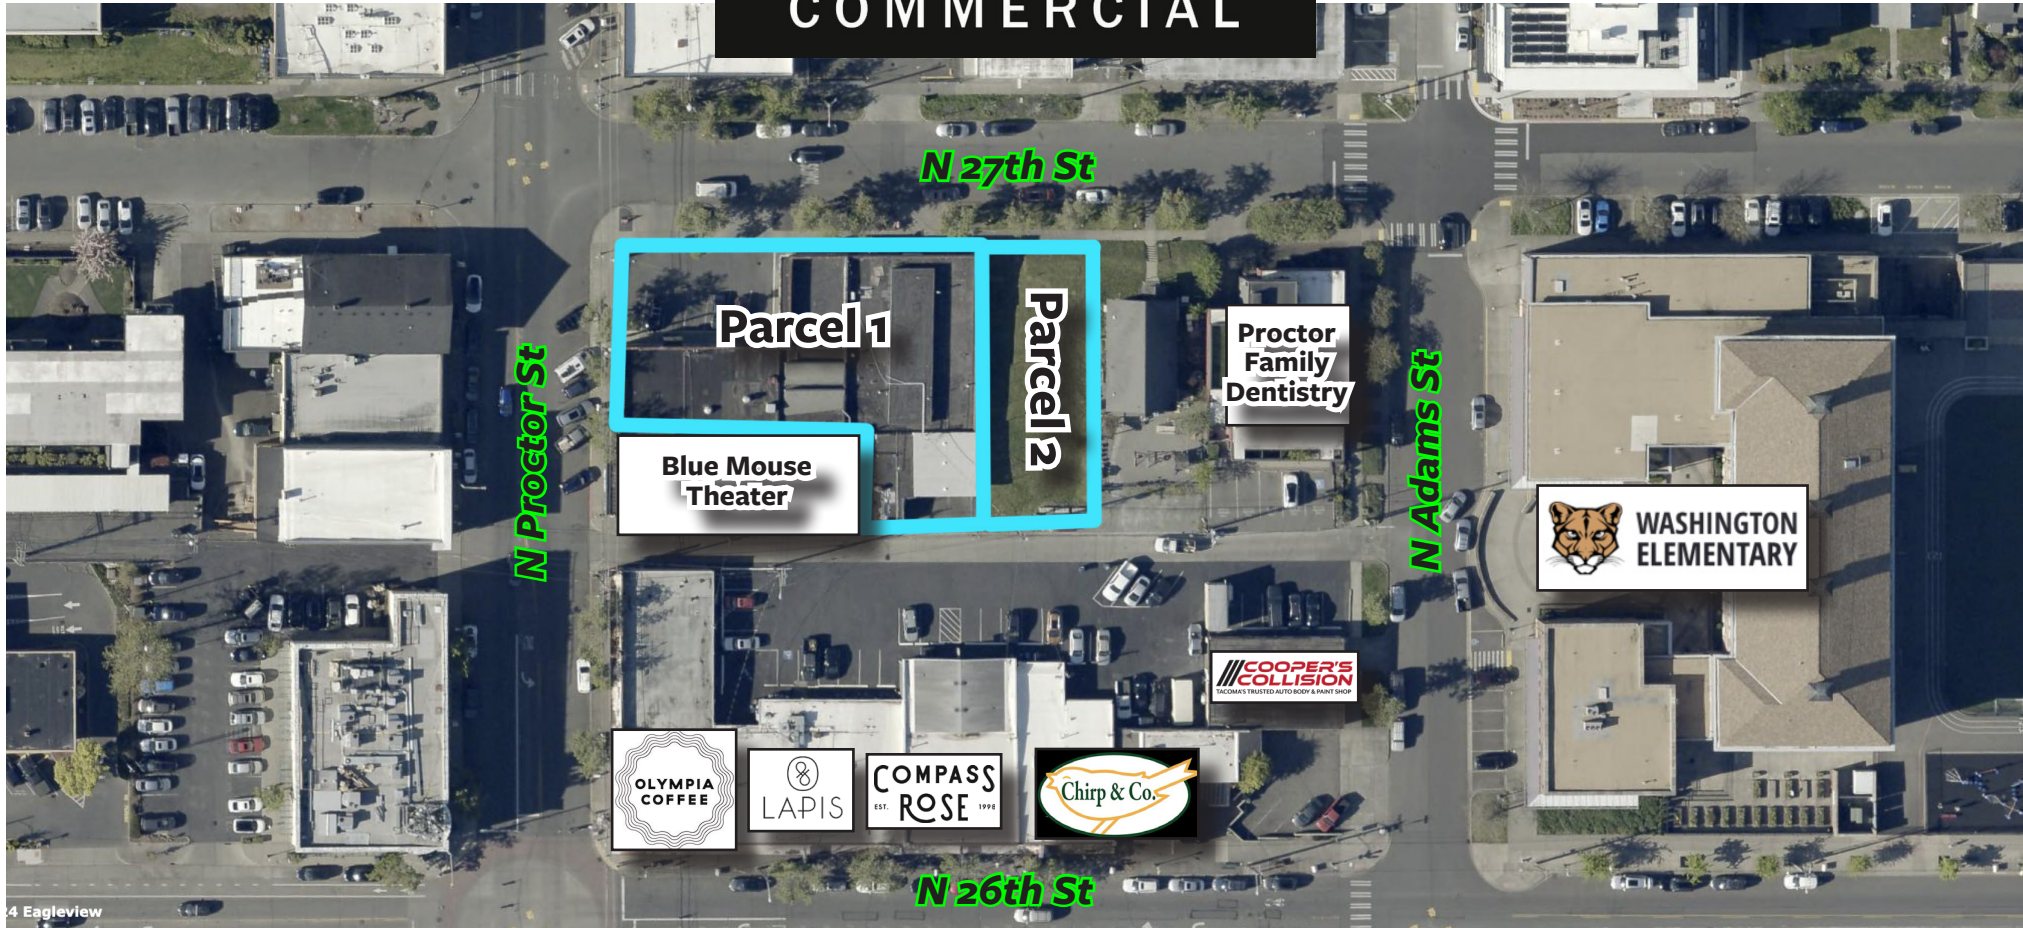 COMMERCIAL
N 27th St
Parcel 1
Parcel 2
Proctor
Family
Dentistry
N Proctor St
N Adams St
Blue Mouse
Theater
WASHINGTON
ELEMENTARY
COOPER'S
COLLISION
TACOMA'S TRUSTED AUTO BODY & PAINT SHOP
OLYMPIA
COFFEE
LAPIS
COMPASS
ROSE
EST. 1998
Chirp & Co.
N 26th St
24 Eagleview